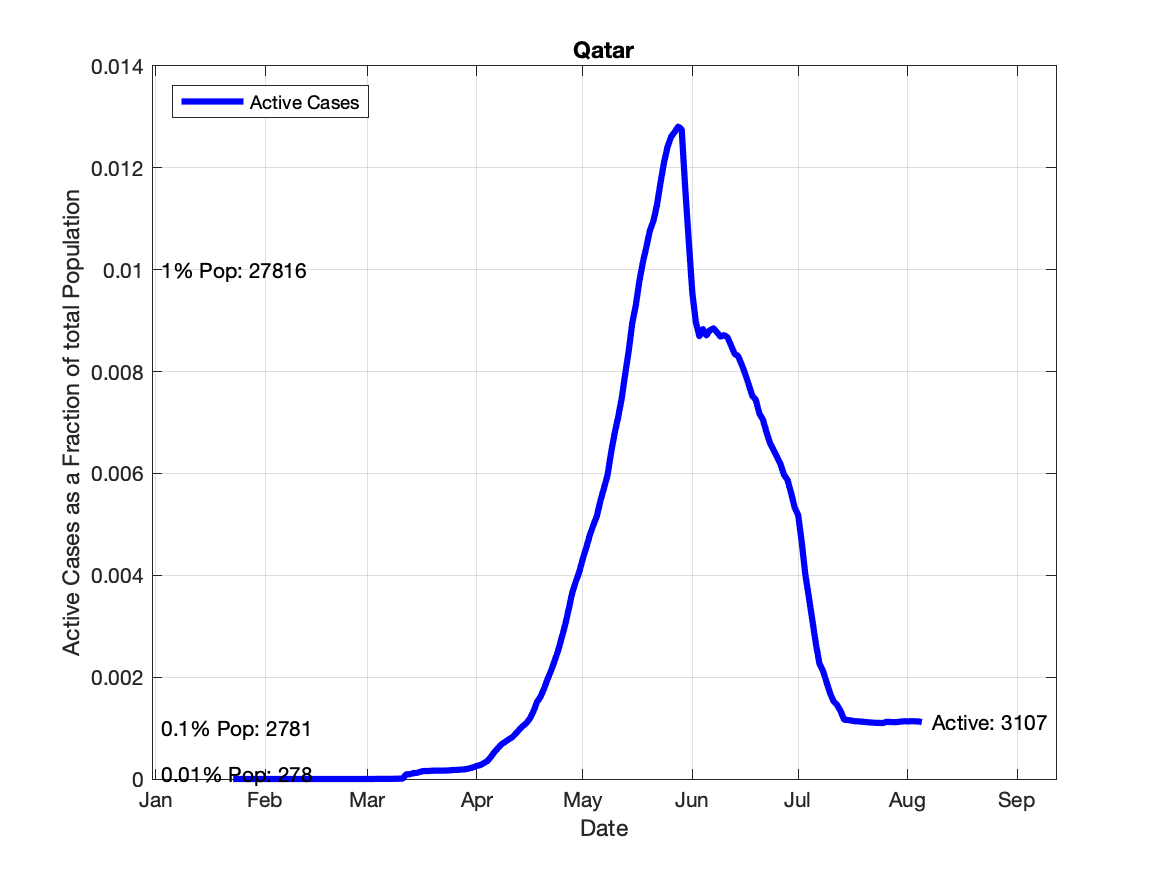 Qatar
Active Cases
Active Cases as a Fraction of total Population
0.014
0.012
0.01
0.008
0.006
0.004
0.002
0
1% Pop: 27816
0.1% Pop: 2781
0.01% Pop: 278
Active: 3107
Jan Feb Mar Apr May Jun Jul Aug Sep
Date